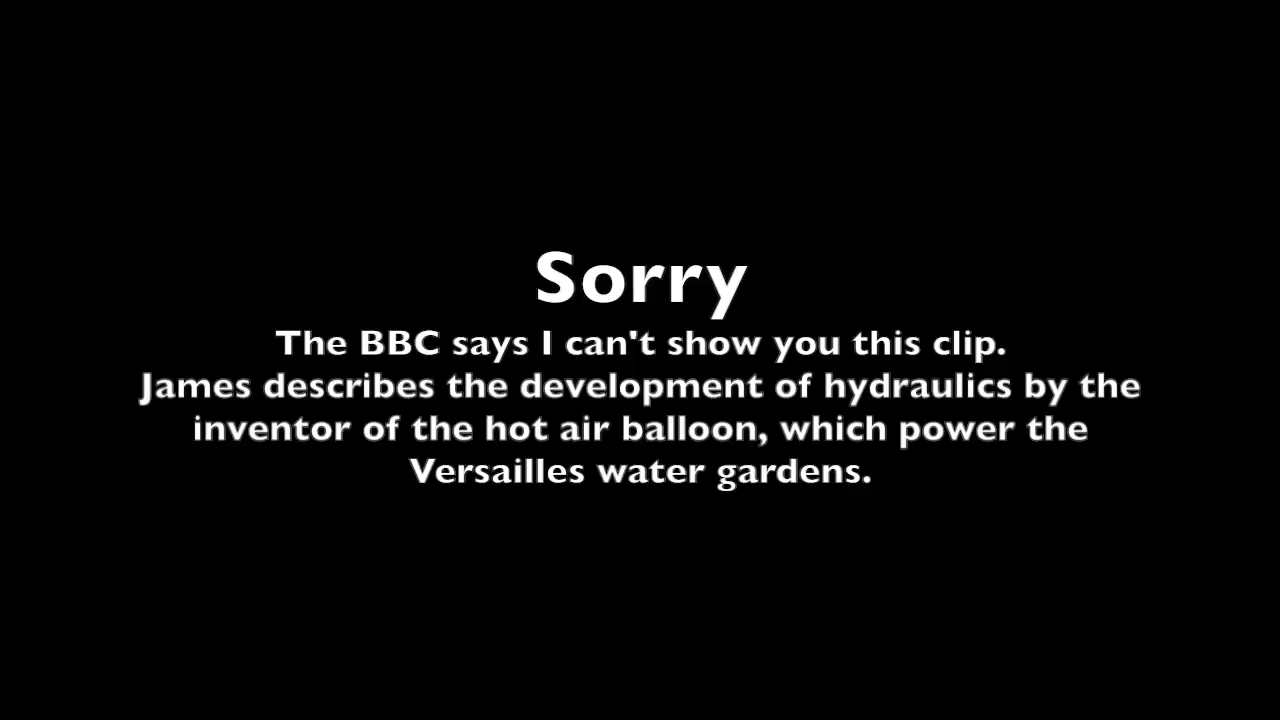 Sorry
The BBC says I can't show you this clip.
James describes the development of hydraulics by the
inventor of the hot air balloon, which power the
Versailles water gardens.